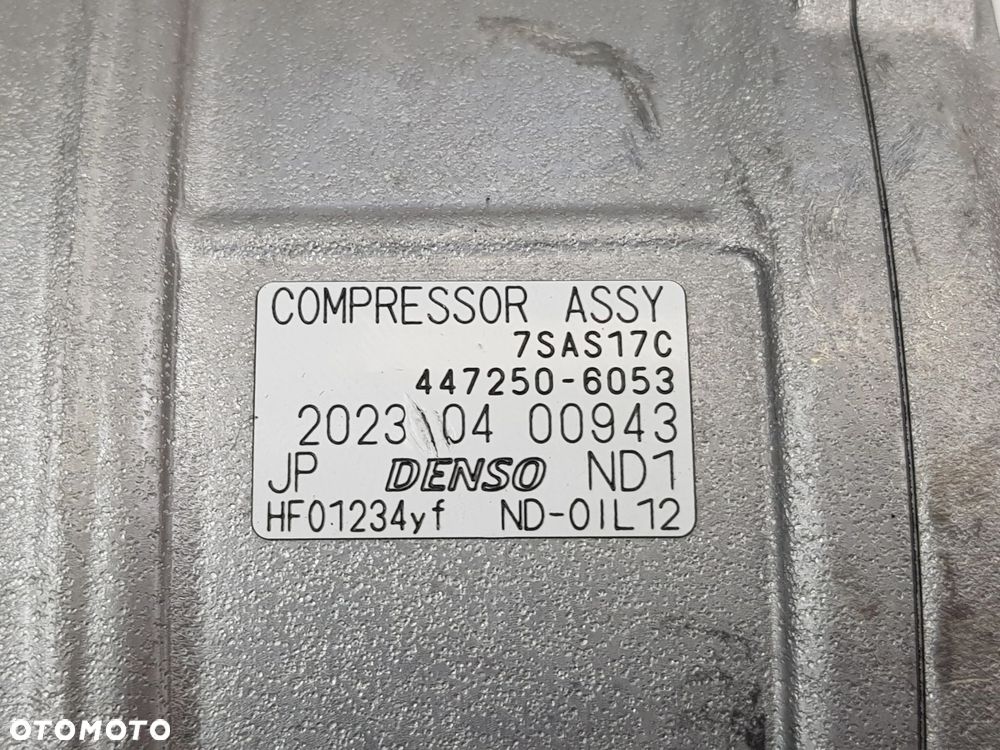 COMPRESSOR ASSY
7SAS17C
447250-6053
2023 04 00943
JP DENSO ND1
HFO1234yf ND-OIL12
OTOMOTO